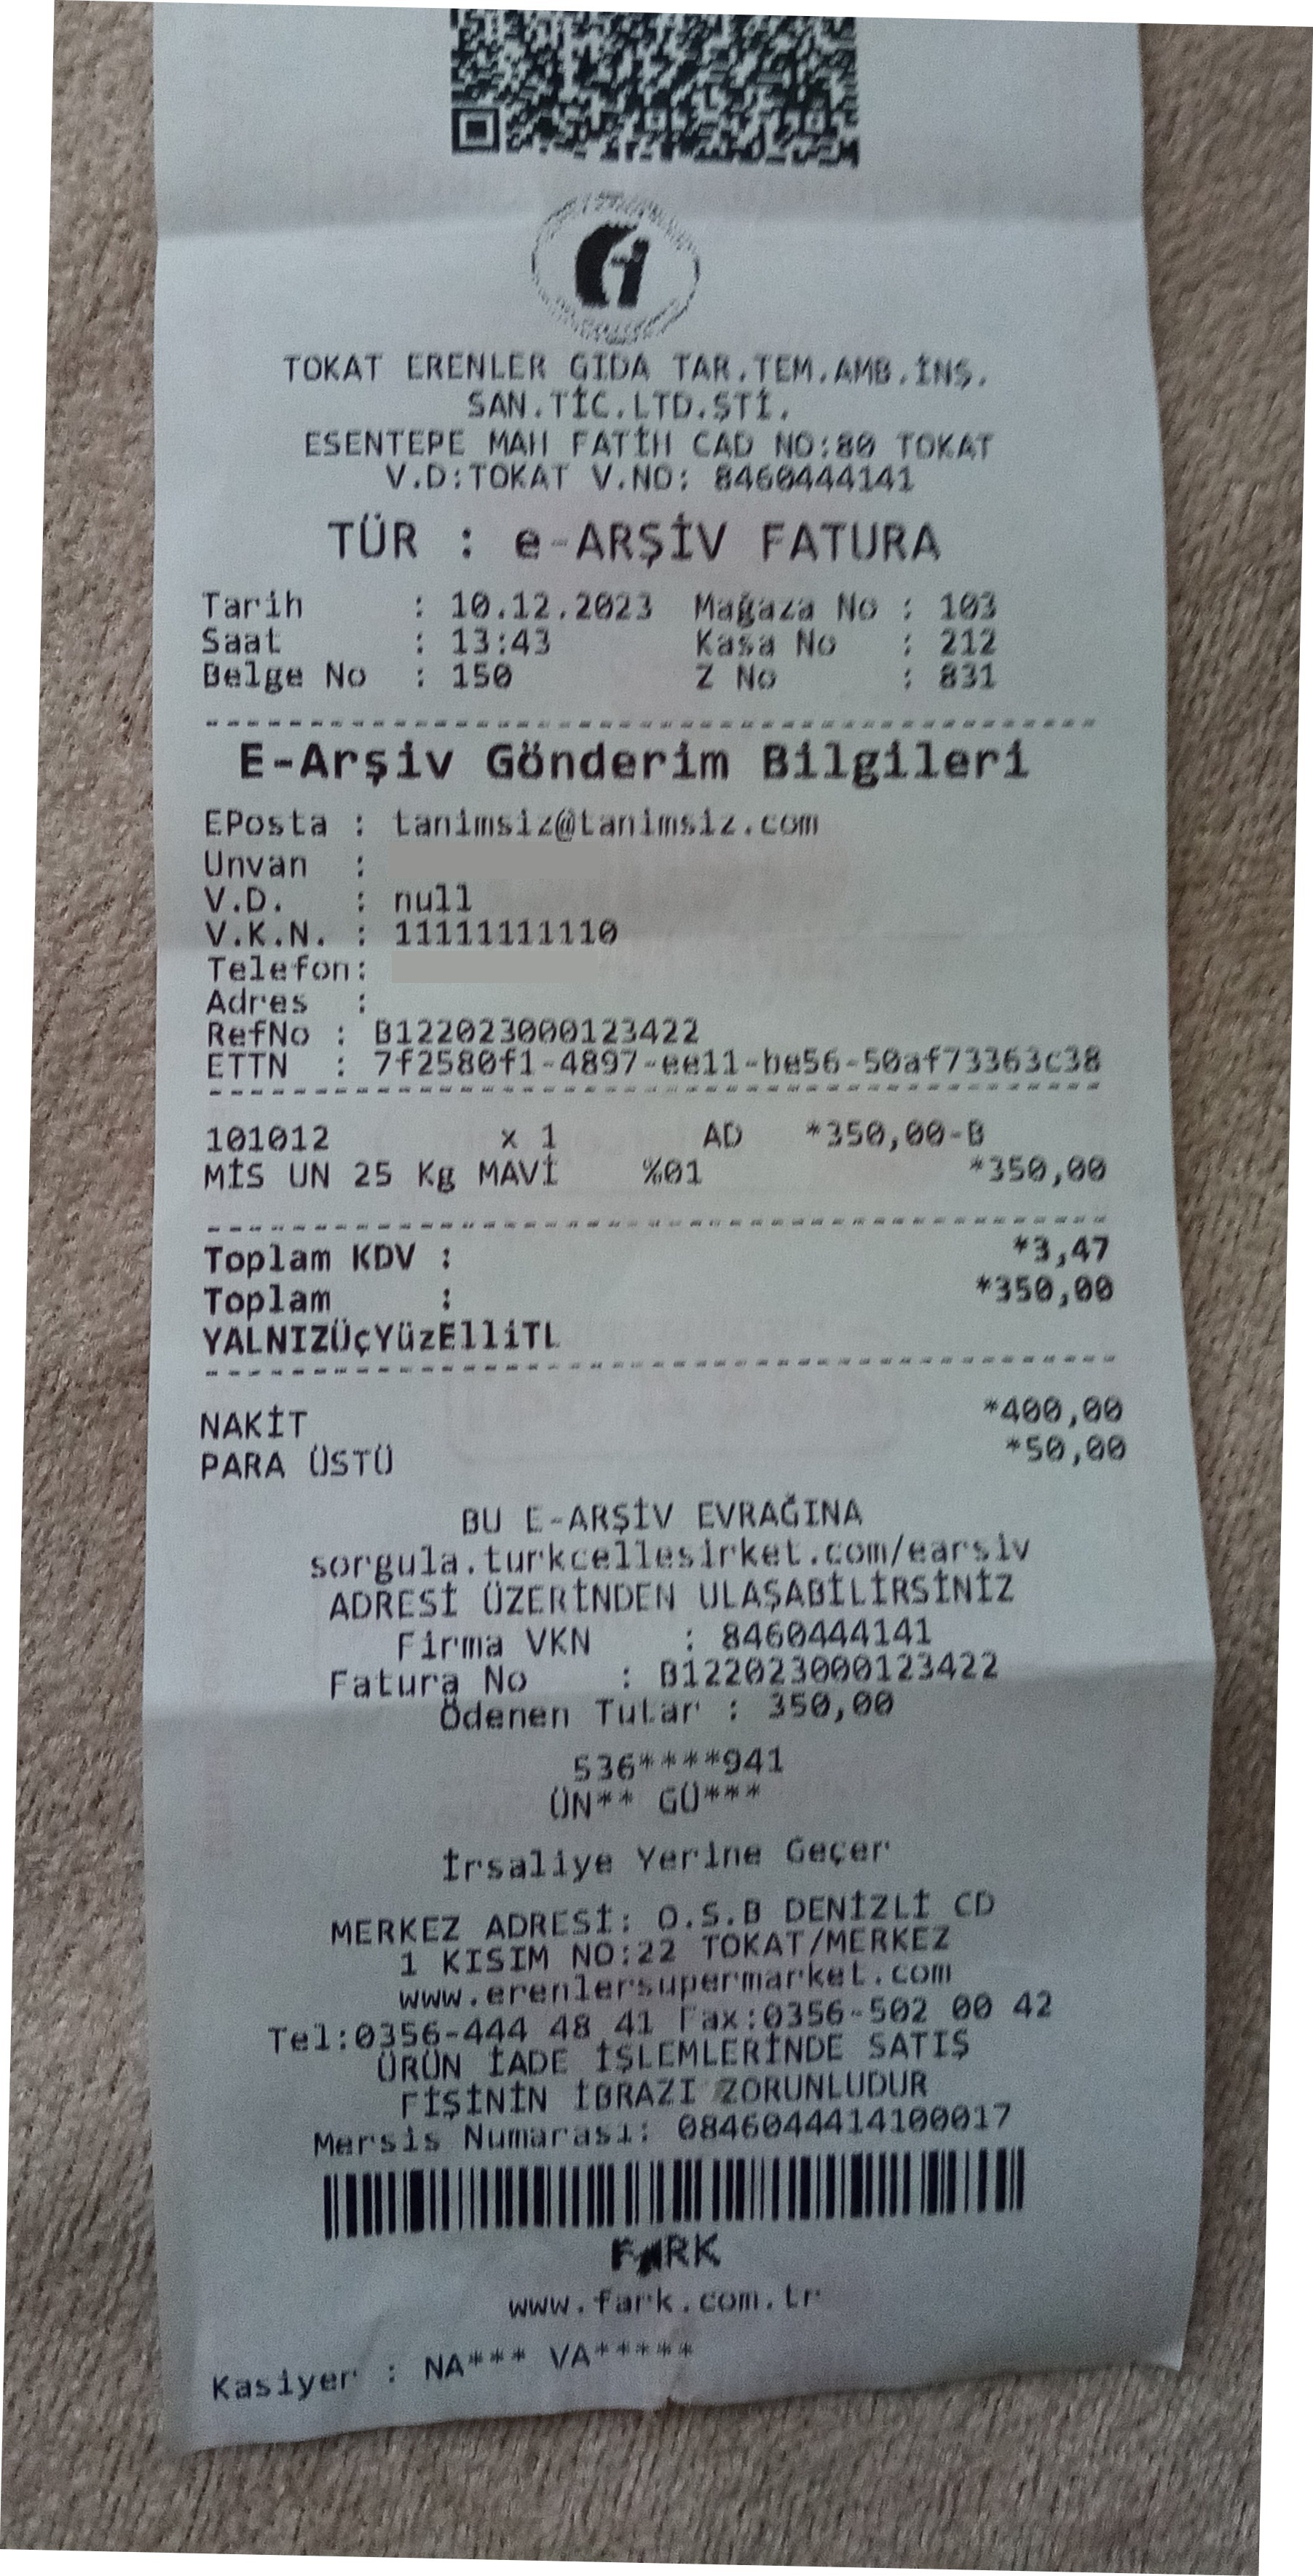 TOKAT ERENLER GIDA TAR.TEM.AMB.İNŞ.
SAN.TİC.LTD.ŞTİ.
ESENTEPE MAH FATİH CAD NO:80 TOKAT
V.D:TOKAT V.NO: 8460444141
TÜR : e-ARŞİV FATURA
Tarih : 10.12.2023 Mağaza No : 103
Saat : 13:43 Kasa No : 212
Belge No : 150 Z No : 831
E-Arşiv Gönderim Bilgileri
EPosta : tanimsiz@tanimsiz.com
Unvan :
V.D. : null
V.K.N. : 11111111110
Telefon:
Adres :
RefNo : B122023000123422
ETTN : 7f2580f1-4897-ee11-be56-50af73363c38
101012 x 1 AD *350,00-B
MİS UN 25 Kg MAVİ %01 *350,00
Toplam KDV : *3,47
Toplam : *350,00
YALNIZÜçYüzElliTL
NAKİT *400,00
PARA ÜSTÜ *50,00
BU E-ARŞİV EVRAĞINA
sorgula.turkcellesirket.com/earsiv
ADRESİ ÜZERİNDEN ULAŞABİLİRSİNİZ
Firma VKN : 8460444141
Fatura No : B122023000123422
Ödenen Tutar : 350,00
536****941
ÜN** GÜ***
İrsaliye Yerine Geçer
MERKEZ ADRESİ: O.S.B DENİZLİ CD
1 KISIM NO:22 TOKAT/MERKEZ
www.erenlersupermarket.com
Tel:0356-444 48 41 Fax:0356-502 00 42
ÜRÜN İADE İŞLEMLERİNDE SATIŞ
FİŞİNİN İBRAZI ZORUNLUDUR
Mersis Numarası: 0846044414100017
FARK
www.fark.com.tr
Kasiyer : NA*** VA*****